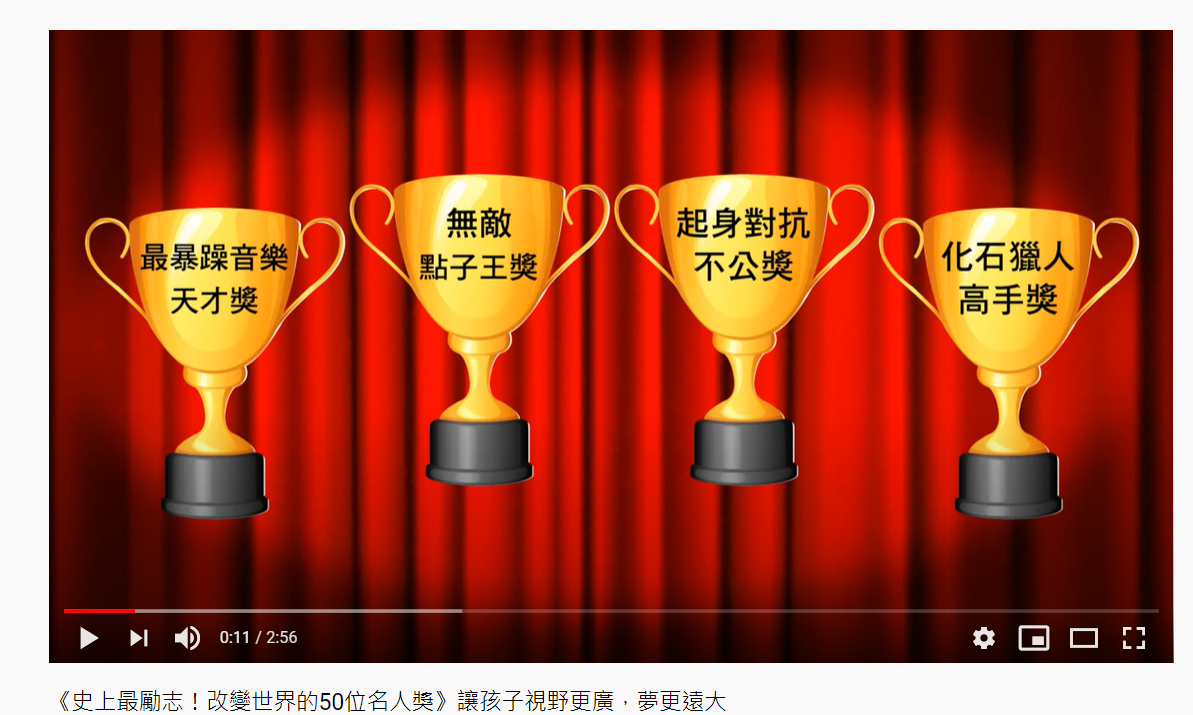 最暴躁音樂
天才獎
無敵
點子王獎
起身對抗
不公獎
化石獵人
高手獎
0:11 / 2:56
《史上最勵志！改變世界的50位名人獎》讓孩子視野更廣，夢更遠大